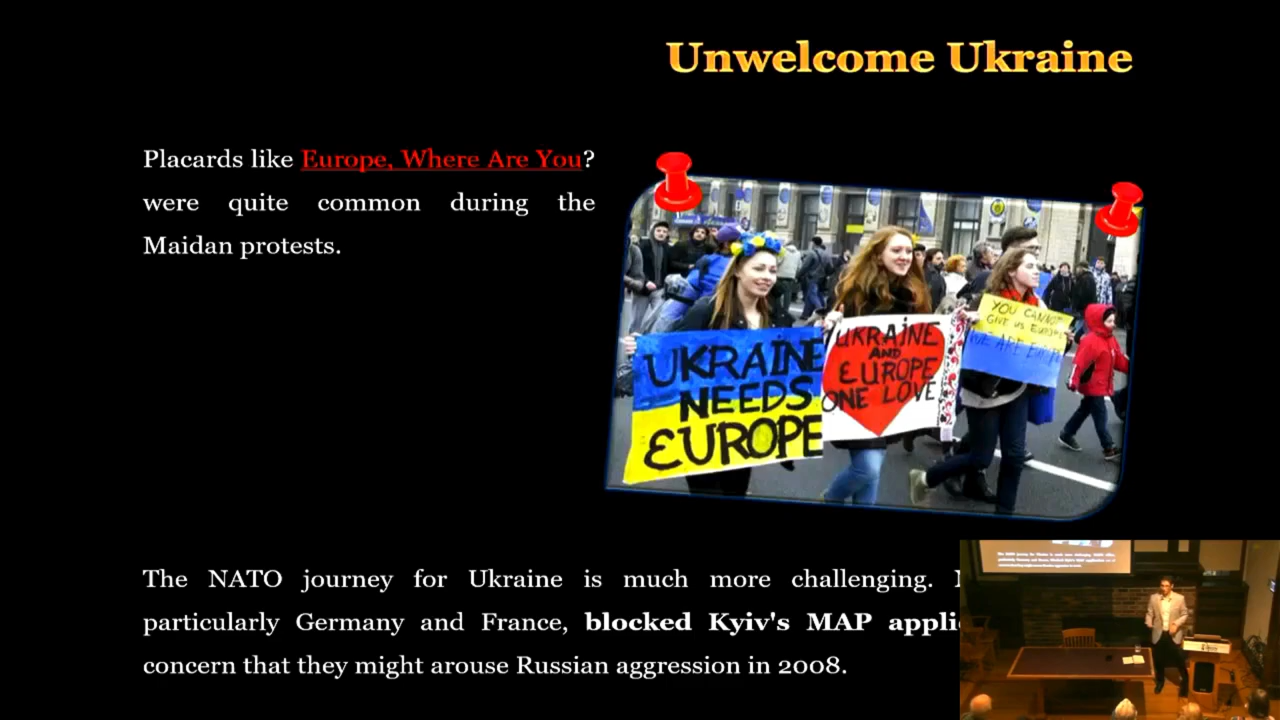 Unwelcome Ukraine
Placards like Europe, Where Are You?
were quite common during the
Maidan protests.
UKRAINE
NEEDS
EUROPE
UKRAINE
AND
EUROPE
ONE LOVE
YOU CANNOT
GIVE US EUROPE
WE ARE EUROPE
The NATO journey for Ukraine is much more challenging.
particularly Germany and France, blocked Kyiv's MAP appli
concern that they might arouse Russian aggression in 2008.